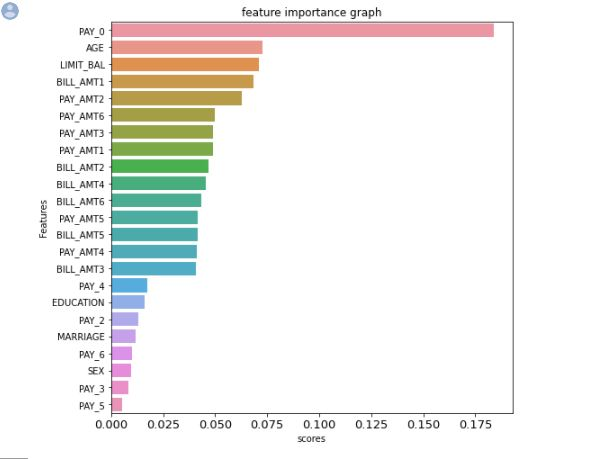 feature importance graph
PAY_0
AGE
LIMIT_BAL
BILL_AMT1
PAY_AMT2
PAY_AMT6
PAY_AMT3
PAY_AMT1
BILL_AMT2
BILL_AMT4
BILL_AMT6
PAY_AMT5
BILL_AMT5
PAY_AMT4
BILL_AMT3
PAY_4
EDUCATION
PAY_2
MARRIAGE
PAY_6
SEX
PAY_3
PAY_5
Features
0.000 0.025 0.050 0.075 0.100 0.125 0.150 0.175
scores